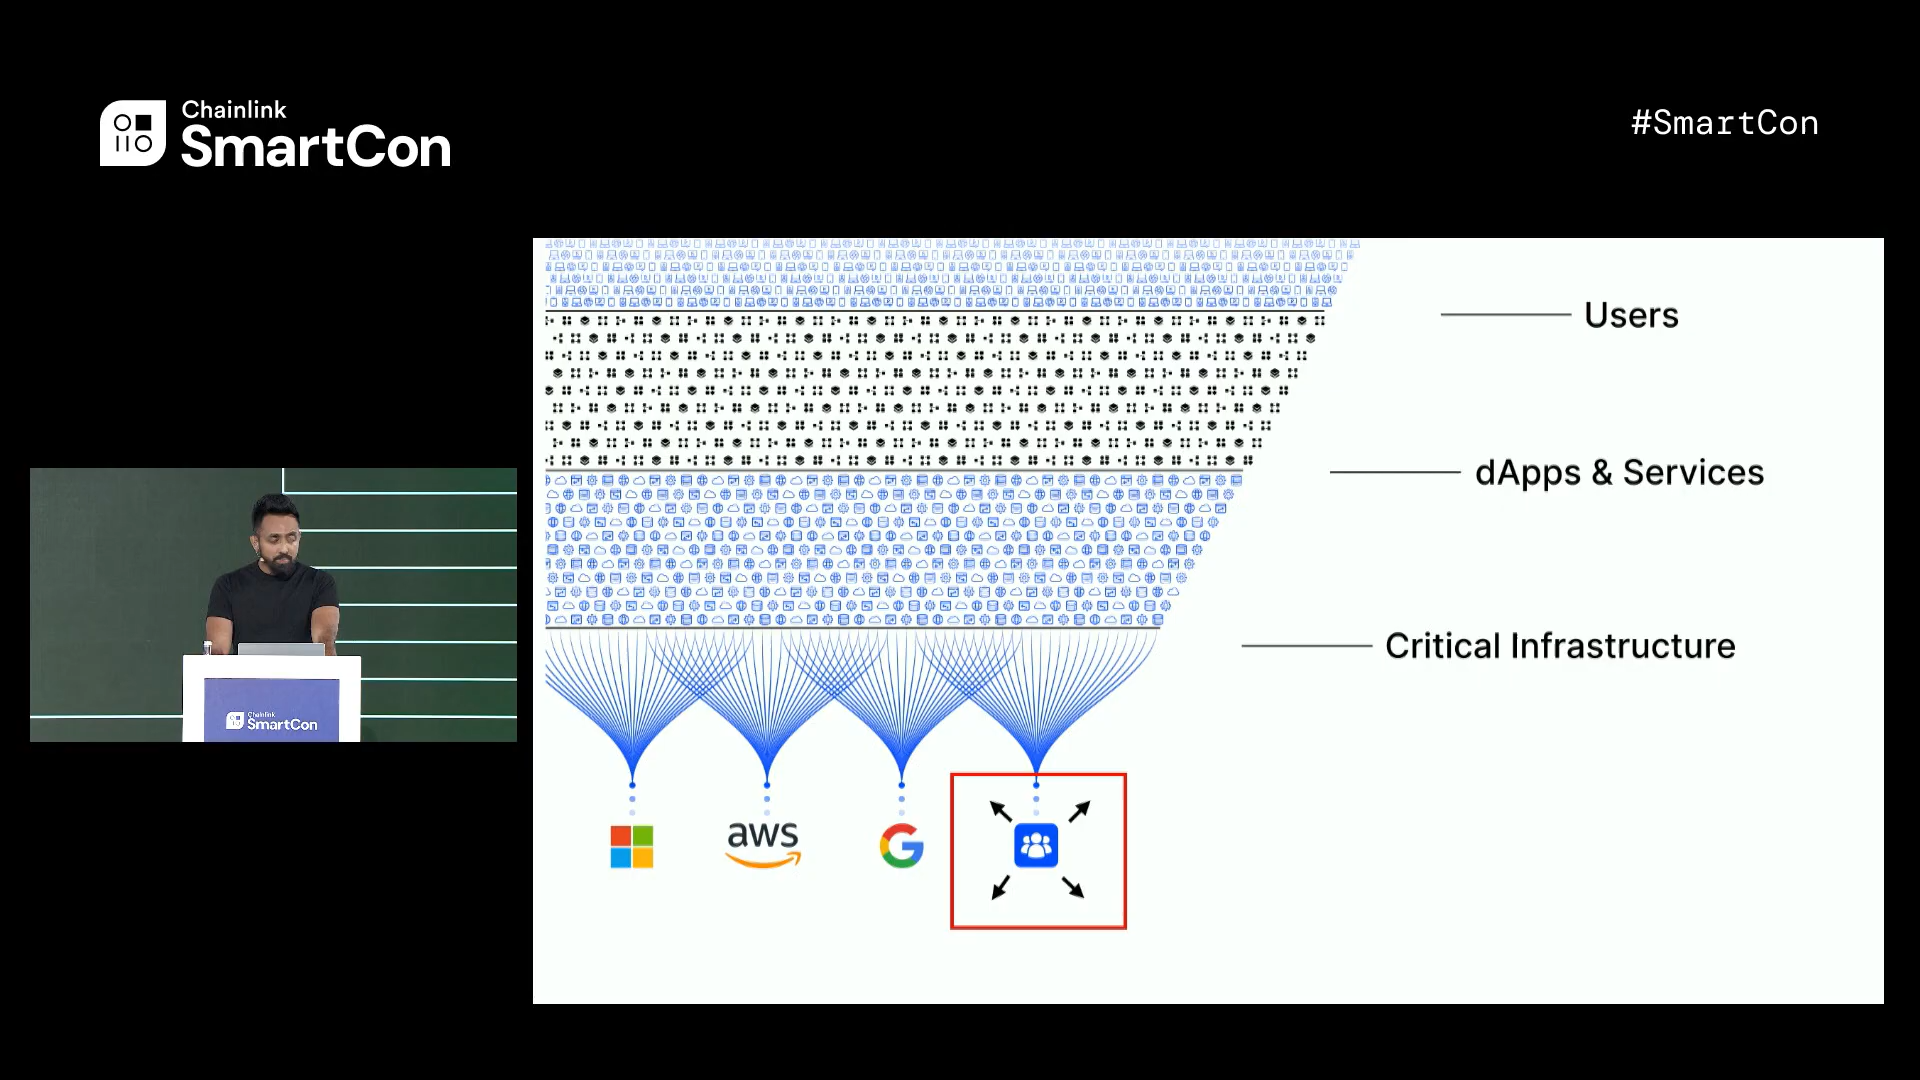 Chainlink
SmartCon
#SmartCon
Users
dApps & Services
Critical Infrastructure
aws
Chainlink
SmartCon